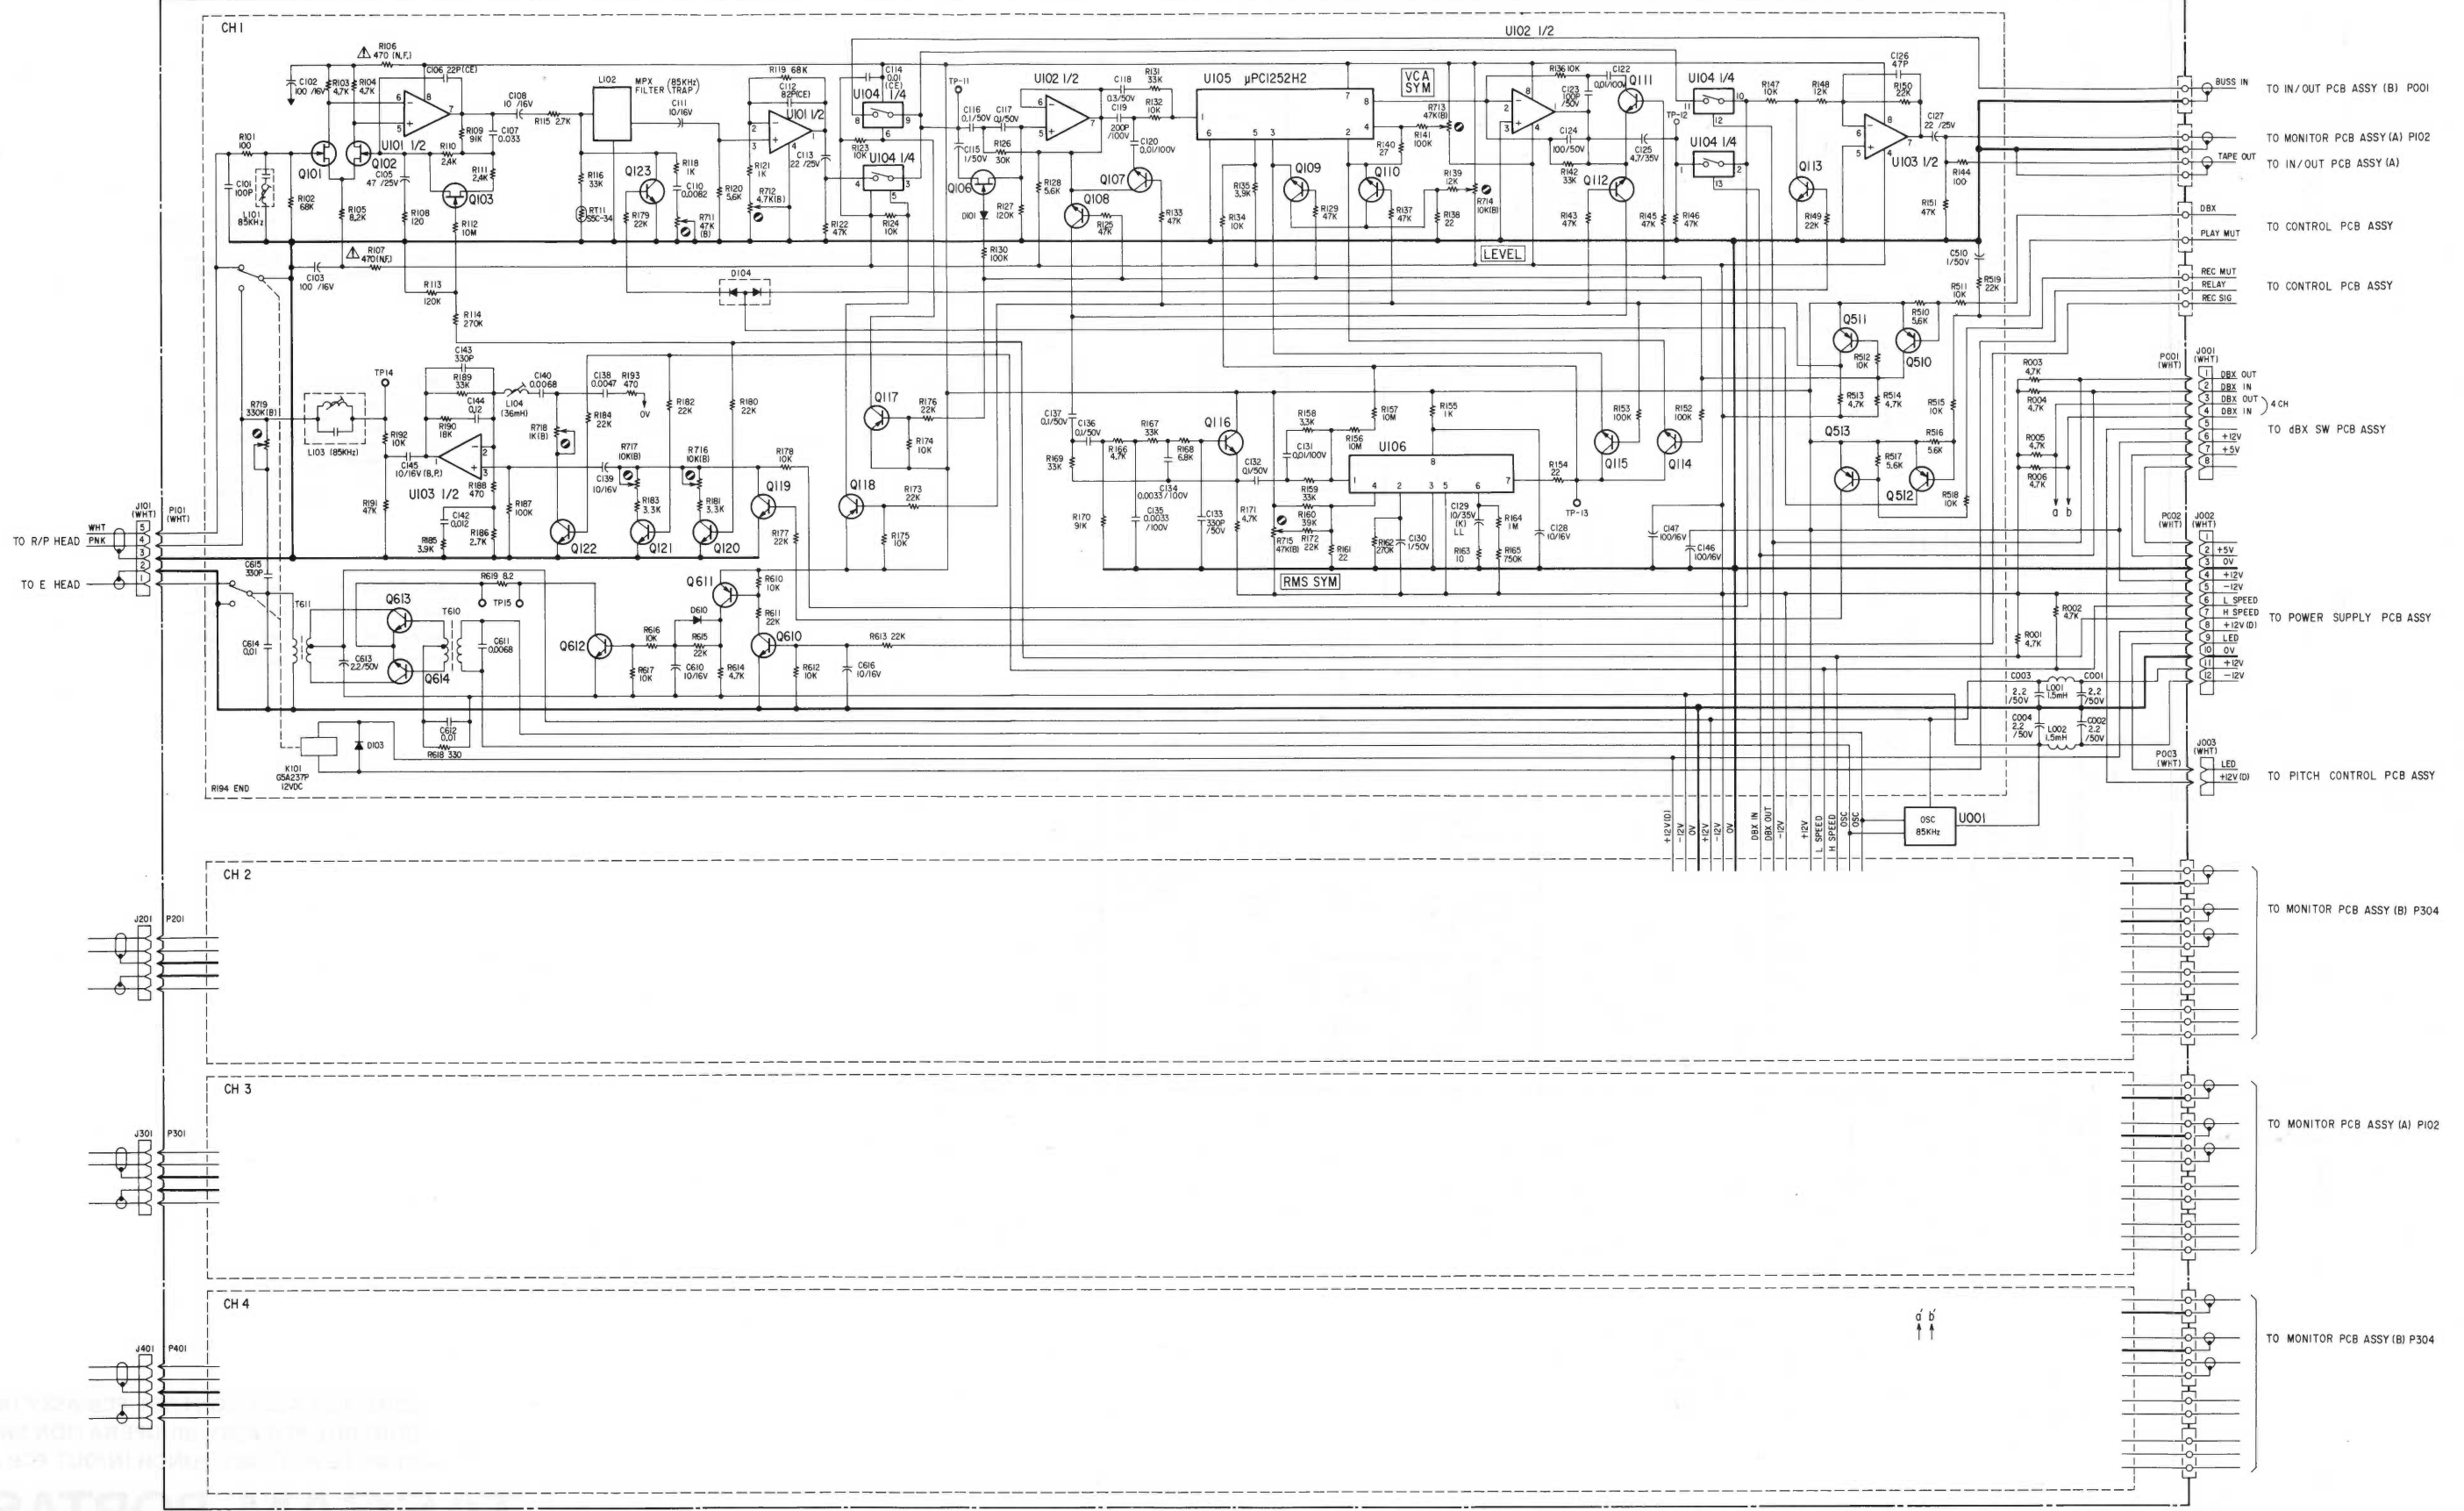 CH I
U102 1/2
R106
470 (N.F.)
C102
100 /16V
R103
4.7K
R104
4.7K
C106 22P(CE)
R101
100
C101
100P
L101
85KHz
R102
68K
Q101
Q102
U101 1/2
C105
47 /25V
R105
8.2K
R108
120
R107
470(N.F.)
C103
100 /16V
R109
91K
C107
0.033
R110
2.4K
R111
2.4K
Q103
R112
10M
R113
120K
R114
270K
C108
10 /16V
R115 2.7K
L102
MPX
FILTER (85KHz
TRAP)
C111
10/16V
R116
33K
RT11
S5C-34
Q123
R179
22K
R118
1K
C110
0.0082
R711
47K
(B)
R120
5.6K
R119 68K
C112
82P(CE)
U101 1/2
R121
1K
R712
4.7K(B)
C113
22 /25V
R122
47K
D104
C114
0.01
(CE)
U104 1/4
R123
10K
U104 1/4
R124
10K
TP-11
C116
0.1/50V
C117
0.1/50V
C115
1/50V
R126
30K
Q106
D101
R127
120K
R130
100K
U102 1/2
R128
5.6K
Q108
R125
47K
C118
0.3/50V
C119
200P
/100V
R131
33K
R132
10K
C120
0.01/100V
Q107
R133
47K
U105 µPC1252H2
R134
10K
R135
3.9K
Q109
R129
47K
Q110
R137
47K
VCA
SYM
R713
47K(B)
R141
100K
R140
27
R139
12K
R138
22
R714
10K(B)
LEVEL
R136 10K
C122
0.01/100V
C123
100P
/50V
Q111
C124
100/50V
R142
33K
C125
4.7/35V
Q112
R143
47K
R145
47K
R146
47K
TP-12
U104 1/4
U104 1/4
R147
10K
R148
12K
Q113
R149
22K
C126
47P
R150
22K
U103 1/2
C127
22 /25V
R144
100
R151
47K
C510
1/50V
R519
22K
R511
10K
R510
5.6K
Q511
Q510
R512
10K
R513
4.7K
R514
4.7K
R515
10K
Q513
R516
5.6K
R517
5.6K
Q512
R518
10K
BUSS IN
TO IN/OUT PCB ASSY (B) P001
TO MONITOR PCB ASSY(A) P102
TAPE OUT
TO IN/OUT PCB ASSY (A)
DBX
PLAY MUT
TO CONTROL PCB ASSY
REC MUT
RELAY
REC SIG
TO CONTROL PCB ASSY
P001
(WHT)
J001
(WHT)
R003
4.7K
R004
4.7K
R005
4.7K
R006
4.7K
a b
1 DBX OUT
2 DBX IN
3 DBX OUT
4 DBX IN
4 CH
5
6 +12V
7 +5V
8
TO dBX SW PCB ASSY
P002
(WHT)
J002
(WHT)
1
2 +5V
3 0V
4 +12V
5 -12V
6 L SPEED
7 H SPEED
8 +12V(D)
9 LED
10 0V
11 +12V
12 -12V
TO POWER SUPPLY PCB ASSY
R002
4.7K
R001
4.7K
C003
2.2
/50V
L001
1.5mH
C001
2.2
/50V
C004
2.2
/50V
L002
1.5mH
C002
2.2
/50V
P003
(WHT)
J003
(WHT)
LED
+12V(D)
TO PITCH CONTROL PCB ASSY
R719
330K(B)
L103 (85KHz)
TP14
R192
10K
R191
47K
C145
10/16V (B.P.)
C143
330P
R189
33K
C144
0.12
R190
18K
U103 1/2
R188
470
C142
0.012
R185
3.9K
R186
2.7K
R187
100K
L104
(36mH)
C140
0.0068
C138
0.0047
R193
470
0V
R718
1K(B)
R184
22K
R717
10K(B)
C139
10/16V
R183
3.3K
Q122
Q121
R182
22K
R716
10K(B)
R181
3.3K
Q120
R180
22K
R178
10K
Q119
R177
22K
Q117
R176
22K
R174
10K
Q118
R173
22K
R175
10K
C137
0.1/50V
C136
0.1/50V
R169
33K
R170
91K
R166
4.7K
R167
33K
R168
6.8K
C134
0.0033/100V
C135
0.0033
/100V
C133
330P
/50V
Q116
C132
0.1/50V
R171
4.7K
R158
3.3K
C131
0.01/100V
R157
10M
R156
10M
R159
33K
R160
39K
R715
47K(B)
R172
22K
R161
22
RMS SYM
U106
R155
1K
R162
270K
C130
1/50V
C129
10/35V
(K)
LL
R163
10
R164
1M
R165
750K
R154
22
TP-13
C128
10/16V
Q115
R153
100K
Q114
R152
100K
C147
100/16V
C146
100/16V
J101
(WHT)
P101
(WHT)
WHT
PNK
TO R/P HEAD
TO E HEAD
C615
330P
C614
0.01
T611
C613
2.2/50V
Q613
Q614
R619 8.2
TP15
T610
C611
0.0068
C612
0.01
R618 330
Q612
R616
10K
R617
10K
D610
R615
22K
C610
10/16V
R614
4.7K
Q611
R610
10K
R611
22K
Q610
R612
10K
C616
10/16V
R613 22K
K101
G5A237P
12VDC
D103
R194 END
+12V(D)
-12V
0V
+12V
-12V
0V
DBX IN
DBX OUT
-12V
+12V
L SPEED
H SPEED
OSC
OSC
OSC
85KHz
U001
CH 2
J201
P201
TO MONITOR PCB ASSY (B) P304
CH 3
J301
P301
TO MONITOR PCB ASSY (A) P102
CH 4
J401
P401
a' b'
TO MONITOR PCB ASSY (B) P304